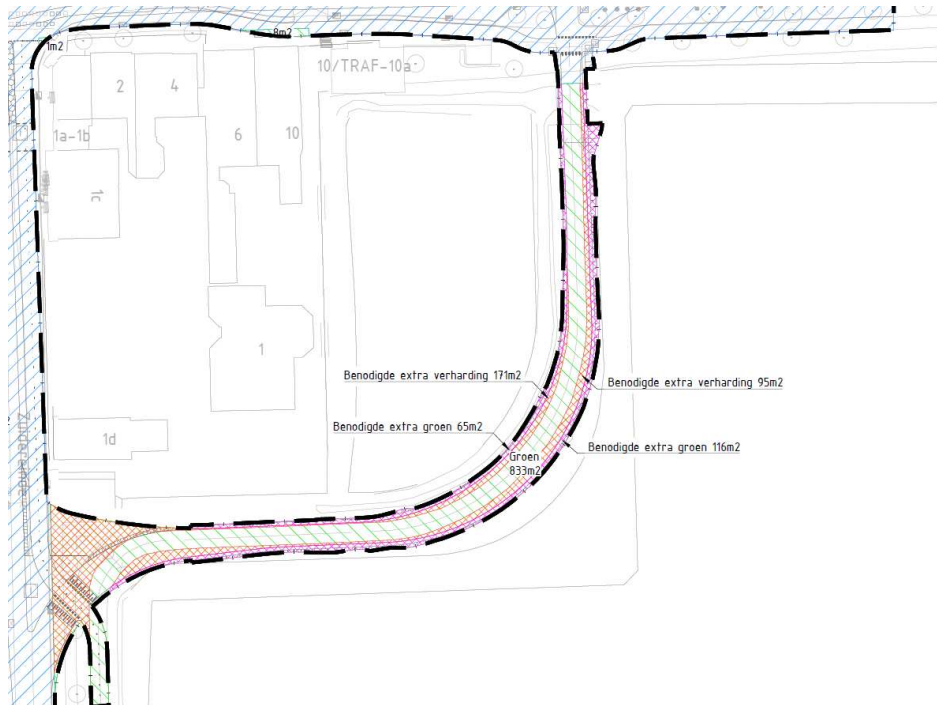 1m2
8m2
10/TRAF-10a
2
4
6
10
1a-1b
1c
1
Benodigde extra verharding 171m2
Benodigde extra verharding 95m2
Benodigde extra groen 65m2
1d
Benodigde extra groen 116m2
Groen
833m2